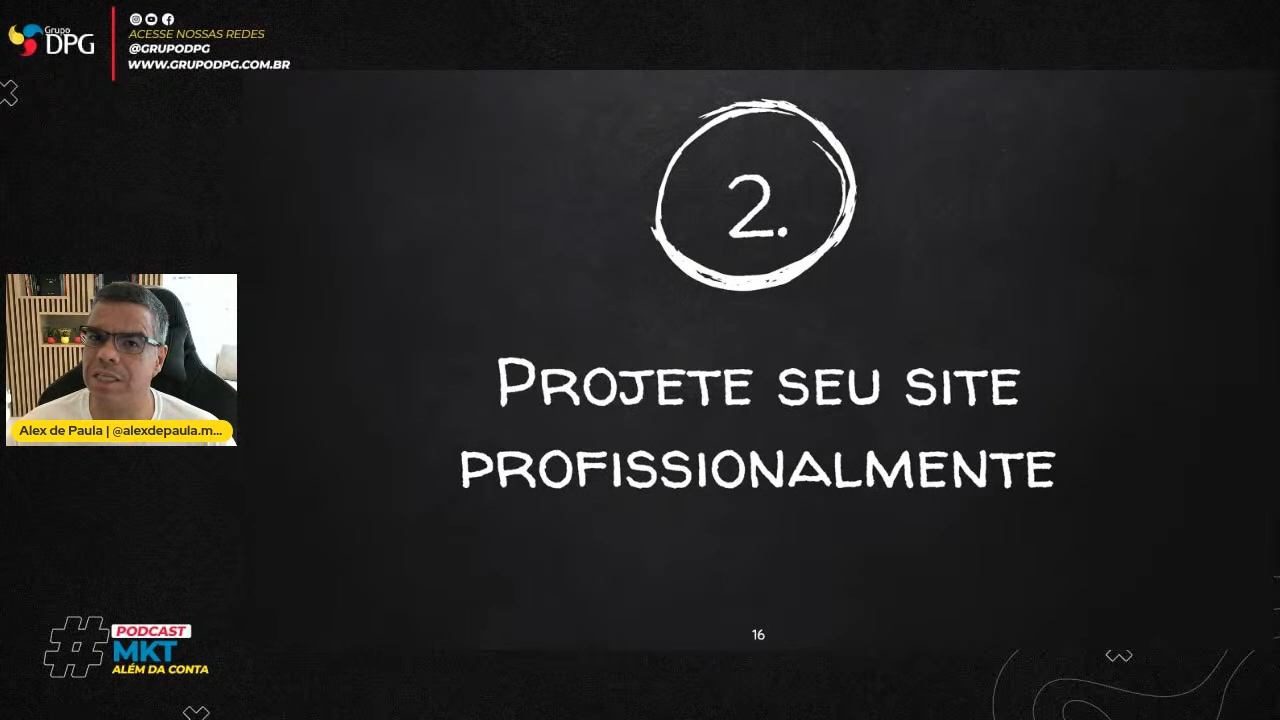 Grupo
DPG
ACESSE NOSSAS REDES
@GRUPODPG
WWW.GRUPODPG.COM.BR
2.
PROJETE SEU SITE
PROFISSIONALMENTE
Alex de Paula | @alexdepaula.m...
16
#
PODCAST
MKT
ALÉM DA CONTA